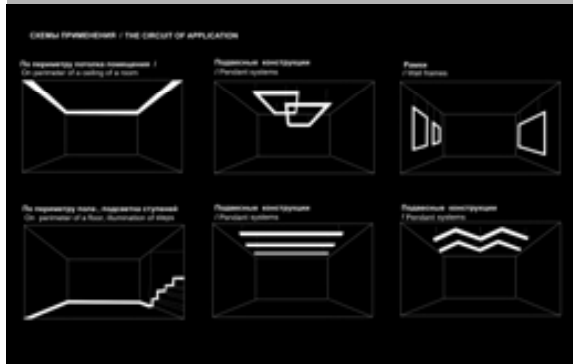 СХЕМЫ ПРИМЕНЕНИЯ / THE CIRCUIT OF APPLICATION
По периметру потолка помещения /
On perimeter of a ceiling of a room
Подвесные конструкции
/ Pendant systems
Рамки
/ Wall frames
По периметру пола, подсветка ступеней
On perimeter of a floor, illumination of steps
Подвесные конструкции
/ Pendant systems
Подвесные конструкции
/ Pendant systems